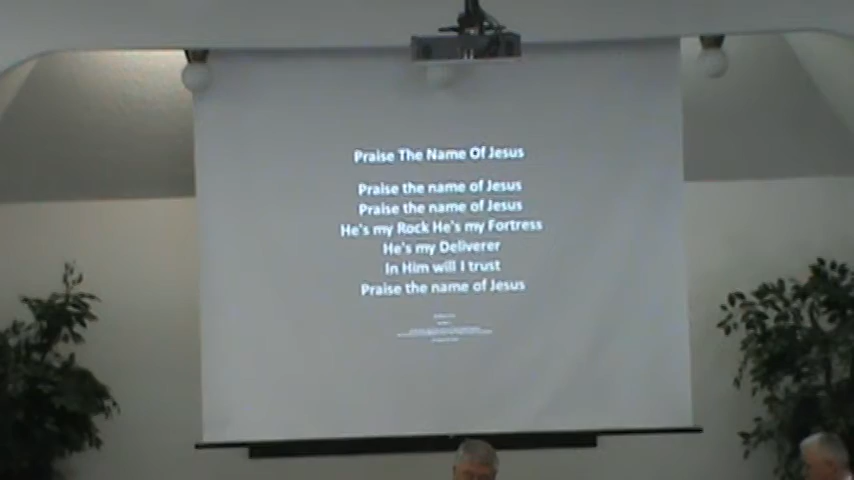 Praise The Name Of Jesus
Praise the name of Jesus
Praise the name of Jesus
He's my Rock He's my Fortress
He's my Deliverer
In Him will I trust
Praise the name of Jesus